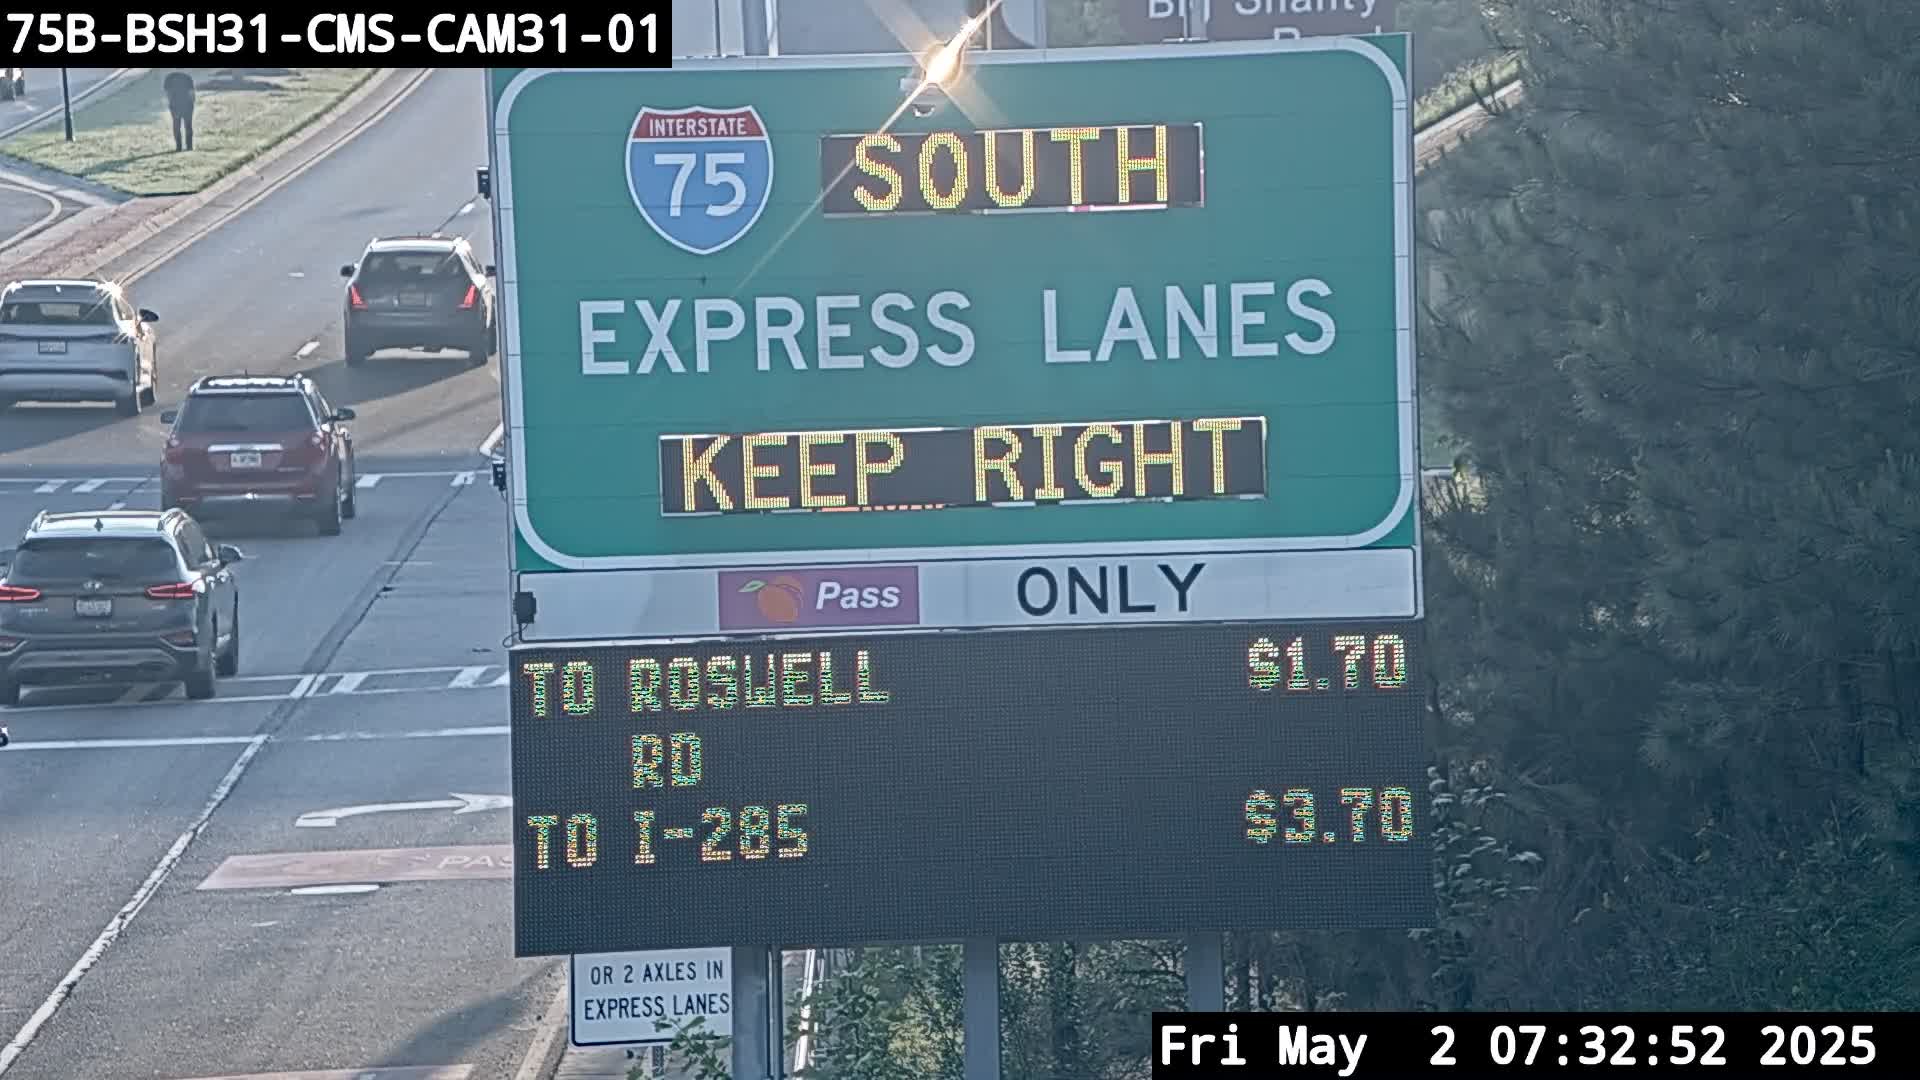 75B-BSH31-CMS-CAM31-01
Shanty
INTERSTATE
75
SOUTH
EXPRESS LANES
KEEP RIGHT
Pass
ONLY
TO ROSWELL $1.70
RD
TO I-285 $3.70
OR 2 AXLES IN
EXPRESS LANES
Fri May 2 07:32:52 2025